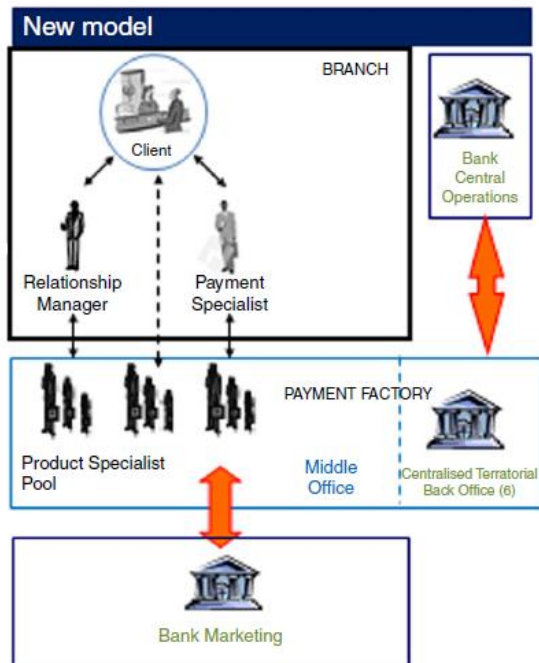 New model
BRANCH
Client
Relationship
Manager
Payment
Specialist
Bank
Central
Operations
PAYMENT FACTORY
Product Specialist
Pool
Middle
Office
Centralised Terratorial
Back Office (6)
Bank Marketing